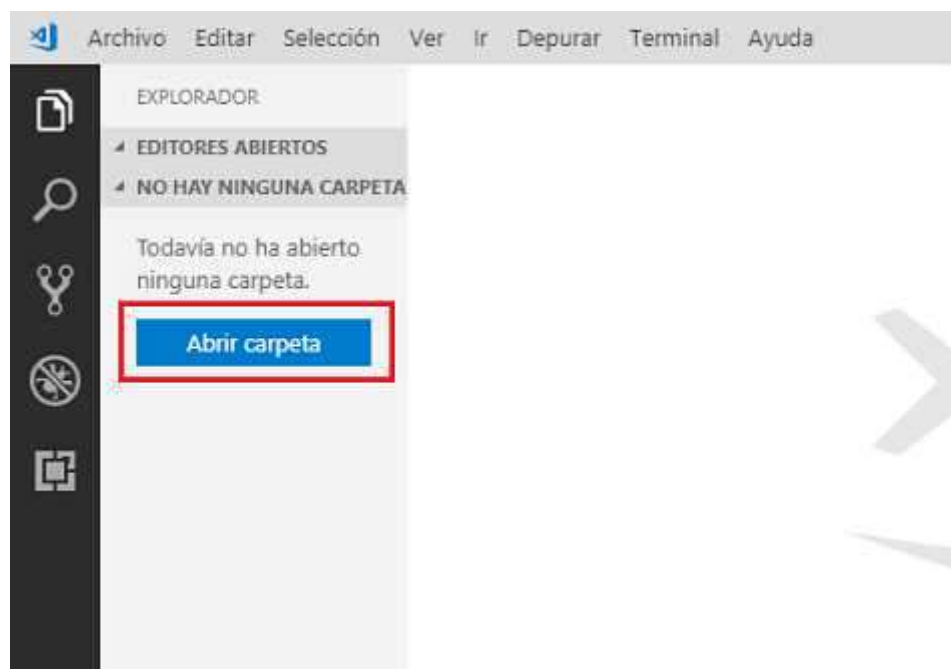 Archivo Editar Selección Ver Ir Depurar Terminal Ayuda
EXPLORADOR
EDITORES ABIERTOS
NO HAY NINGUNA CARPETA
Todavía no ha abierto
ninguna carpeta.
Abrir carpeta